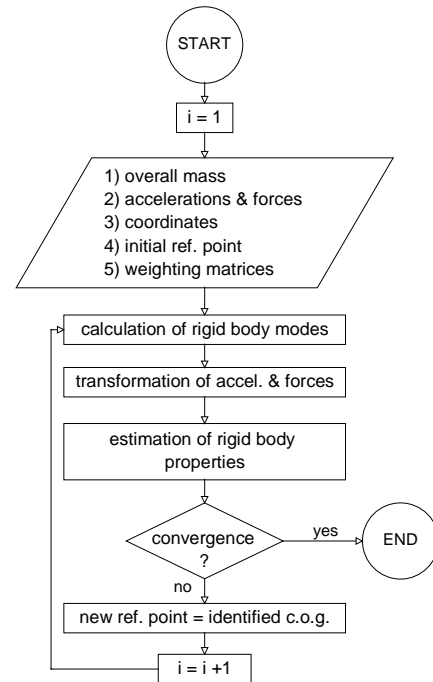 START
i = 1
1) overall mass
2) accelerations & forces
3) coordinates
4) initial ref. point
5) weighting matrices
calculation of rigid body modes
transformation of accel. & forces
estimation of rigid body
properties
convergence
?
yes
END
no
new ref. point = identified c.o.g.
i = i +1